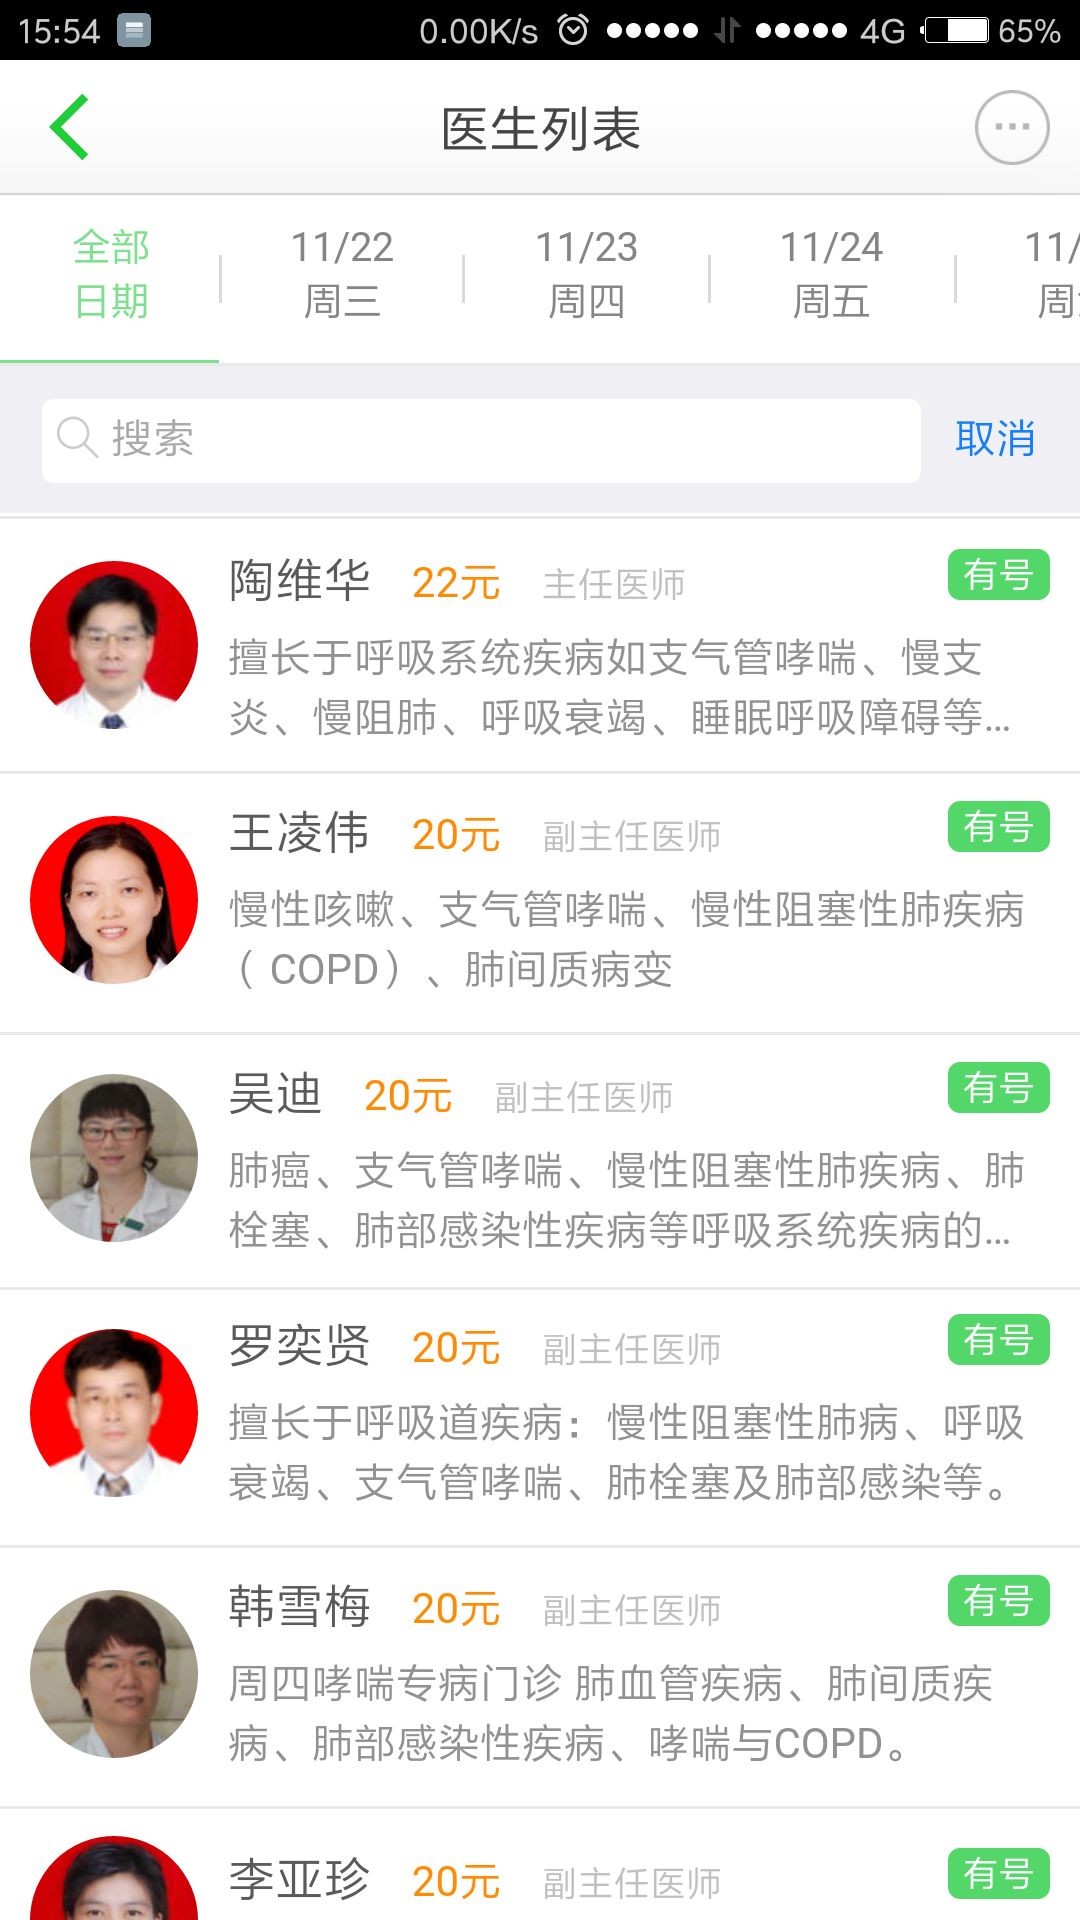 15:54 0.00K/s 4G 65%
医生列表
全部 11/22 11/23 11/24 11/
日期 周三 周四 周五 周
搜索 取消
陶维华 22元 主任医师 有号
擅长于呼吸系统疾病如支气管哮喘、慢支
炎、慢阻肺、呼吸衰竭、睡眠呼吸障碍等...
王凌伟 20元 副主任医师 有号
慢性咳嗽、支气管哮喘、慢性阻塞性肺疾病
（ COPD）、肺间质病变
吴迪 20元 副主任医师 有号
肺癌、支气管哮喘、慢性阻塞性肺疾病、肺
栓塞、肺部感染性疾病等呼吸系统疾病的...
罗奕贤 20元 副主任医师 有号
擅长于呼吸道疾病：慢性阻塞性肺病、呼吸
衰竭、支气管哮喘、肺栓塞及肺部感染等。
韩雪梅 20元 副主任医师 有号
周四哮喘专病门诊 肺血管疾病、肺间质疾
病、肺部感染性疾病、哮喘与COPD。
李亚珍 20元 副主任医师 有号